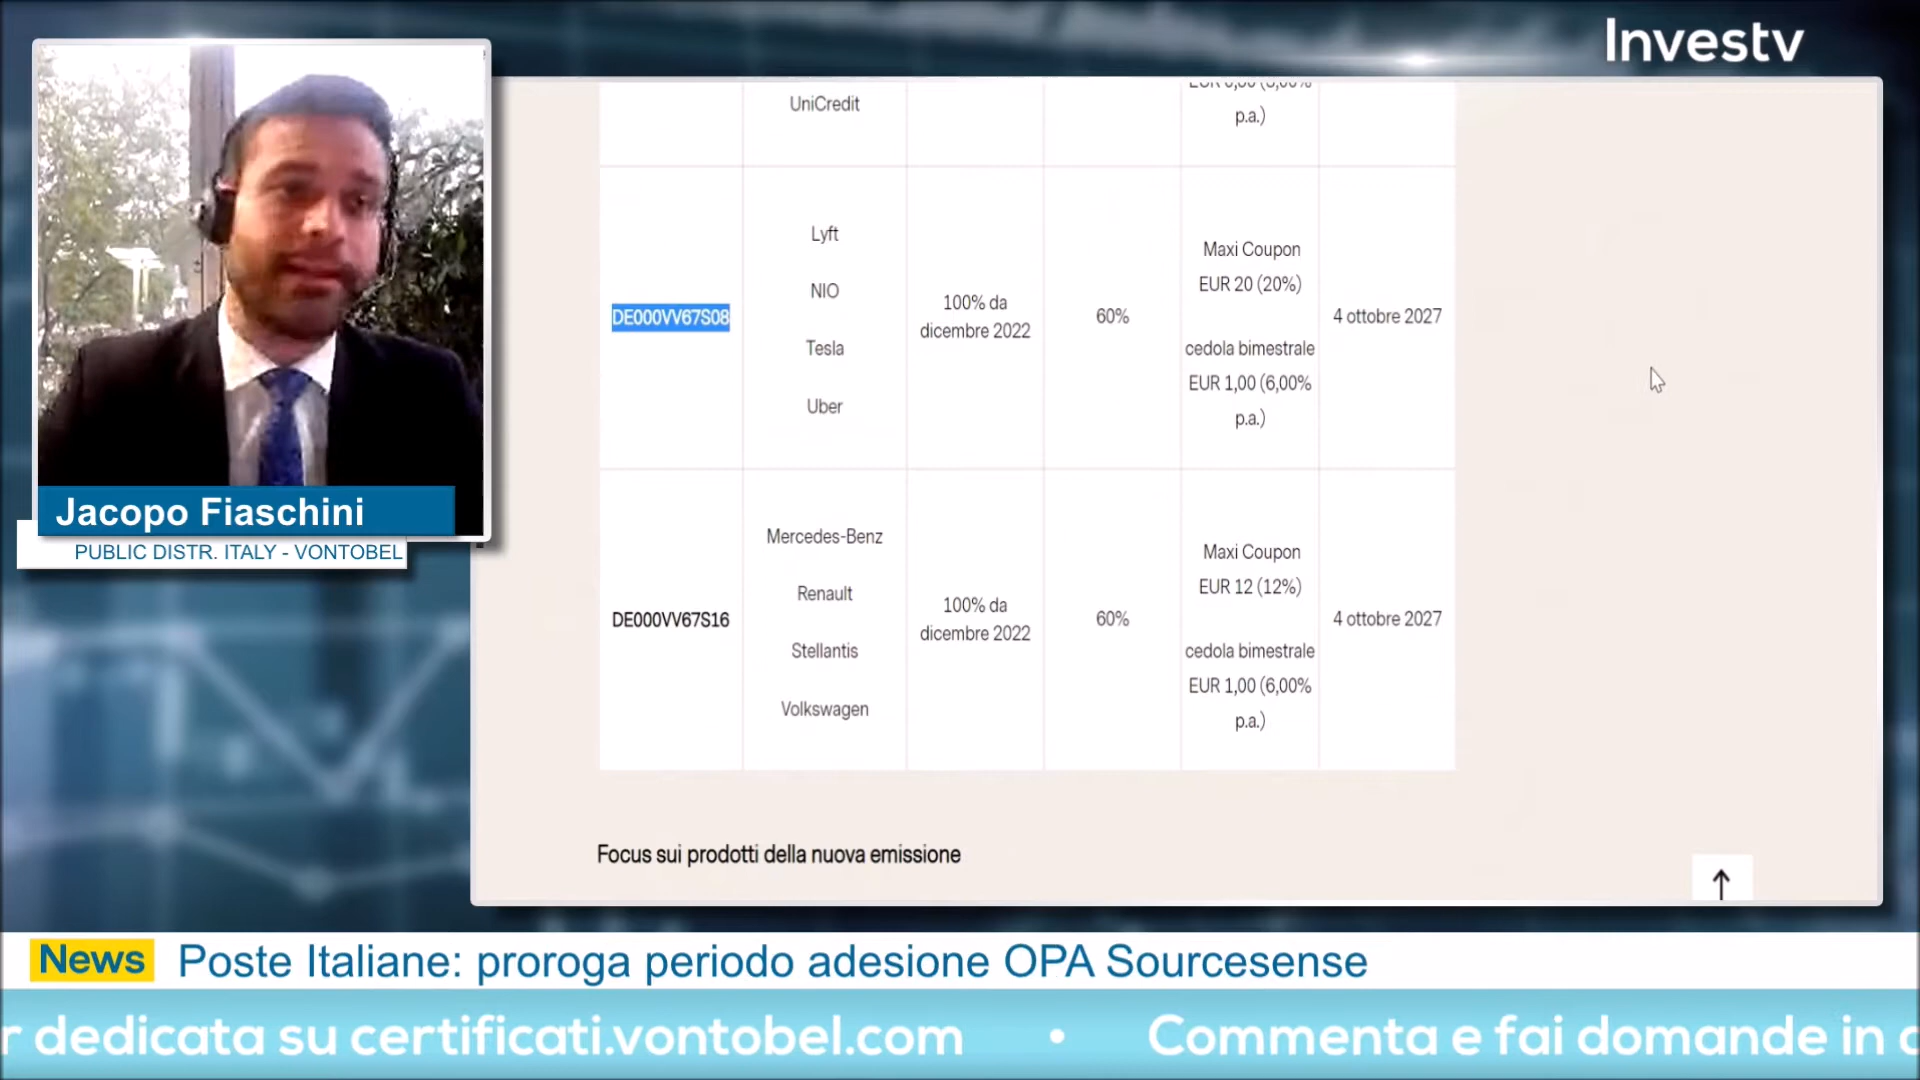 Investv
UniCredit
p.a.)
DE000VV67S08
Lyft
NIO
Tesla
Uber
100% da
dicembre 2022
60%
Maxi Coupon
EUR 20 (20%)
cedola bimestrale
EUR 1,00 (6,00%
p.a.)
4 ottobre 2027
DE000VV67S16
Mercedes-Benz
Renault
Stellantis
Volkswagen
100% da
dicembre 2022
60%
Maxi Coupon
EUR 12 (12%)
cedola bimestrale
EUR 1,00 (6,00%
p.a.)
4 ottobre 2027
Focus sui prodotti della nuova emissione
Jacopo Fiaschini
PUBLIC DISTR. ITALY - VONTOBEL
News Poste Italiane: proroga periodo adesione OPA Sourcesense
r dedicata su certificati.vontobel.com • Commenta e fai domande in